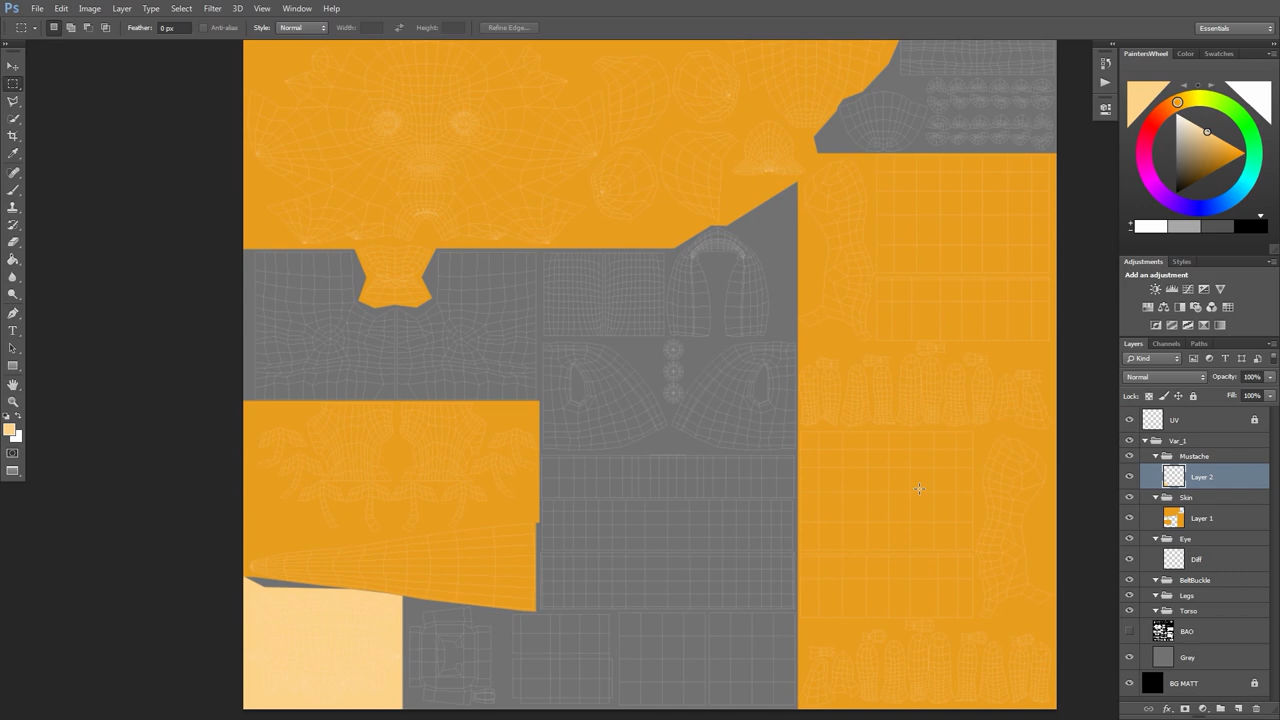 Ps File Edit Image Layer Type Select Filter 3D View Window Help
Feather: 0 px Anti-alias Style: Normal Width: Height: Refine Edge... Essentials
PaintersWheel Color Swatches
Adjustments Styles
Add an adjustment
Layers Channels Paths
Kind
Normal Opacity: 100%
Locks: Fill: 100%
UV
Var_1
Mustache
Layer 2
Skin
Layer 1
Eye
Diff
BeltBuckle
Legs
Torso
BAO
Grey
BG MATT